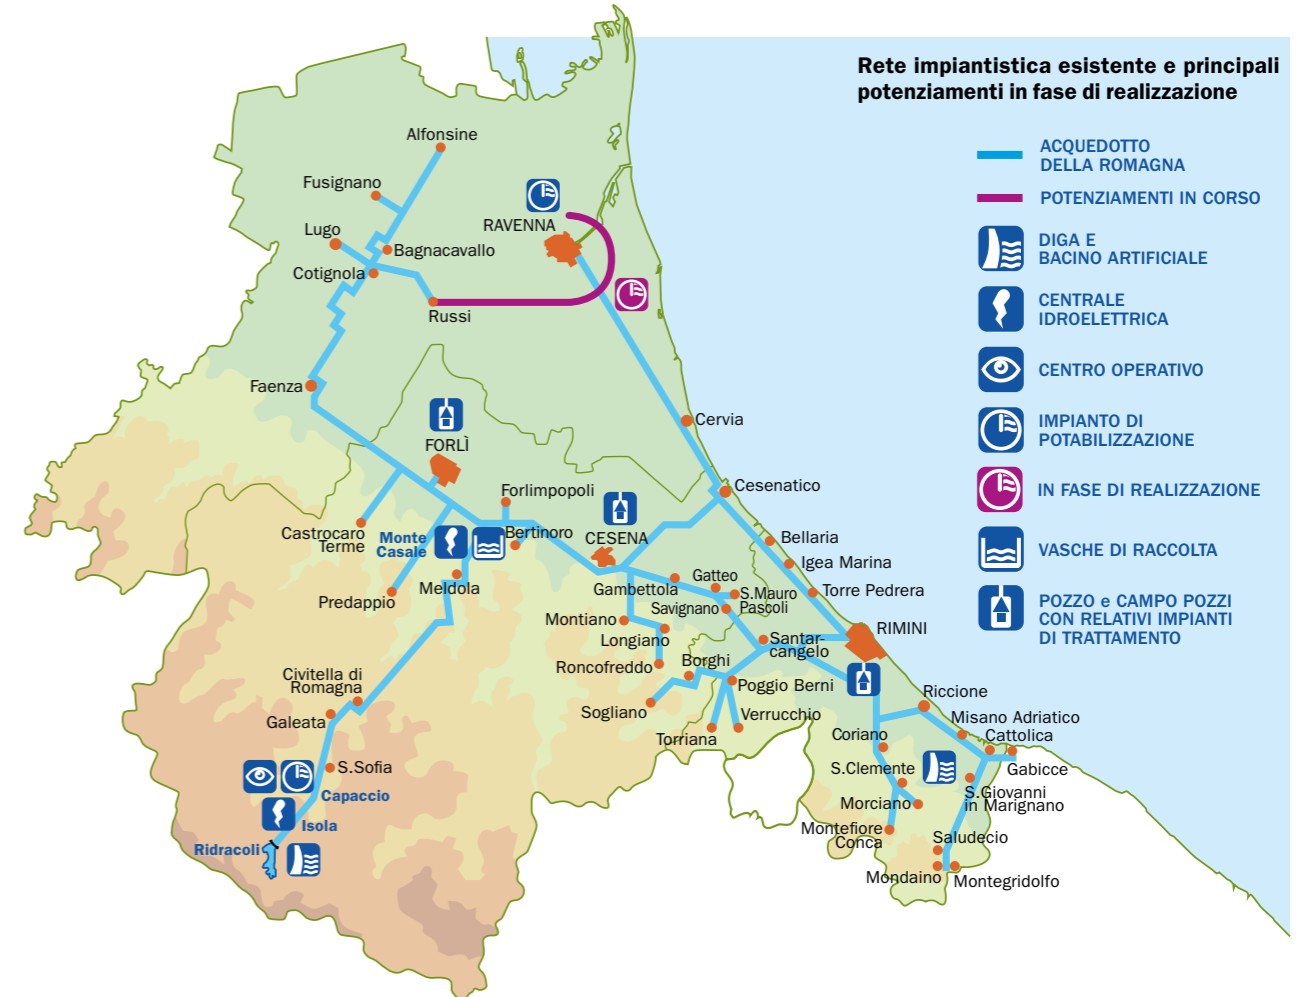 Rete impiantistica esistente e principali
potenziamenti in fase di realizzazione
ACQUEDOTTO
DELLA ROMAGNA
POTENZIAMENTI IN CORSO
DIGA E
BACINO ARTIFICIALE
CENTRALE
IDROELETTRICA
CENTRO OPERATIVO
IMPIANTO DI
POTABILIZZAZIONE
IN FASE DI REALIZZAZIONE
VASCHE DI RACCOLTA
POZZO e CAMPO POZZI
CON RELATIVI IMPIANTI
DI TRATTAMENTO
Alfonsine
Fusignano
RAVENNA
Lugo
Bagnacavallo
Cotignola
Russi
Faenza
Cervia
FORLÌ
Forlimpopoli
Cesenatico
Castrocaro
Terme
Monte
Casale
Bertinoro
CESENA
Bellaria
Igea Marina
Meldola
Predappio
Gambettola
Gatteo
S.Mauro
Pascoli
Savignano
Torre Pedrera
Montiano
Longiano
RIMINI
Santar-
cangelo
Roncofreddo
Borghi
Civitella di
Romagna
Poggio Berni
Sogliano
Verrucchio
Riccione
Galeata
Torriana
Misano Adriatico
Coriano
Cattolica
Gabicce
S.Sofia
S.Clemente
Capaccio
Morciano
S.Giovanni
in Marignano
Isola
Montefiore
Conca
Saludecio
Ridracoli
Mondaino
Montegridolfo